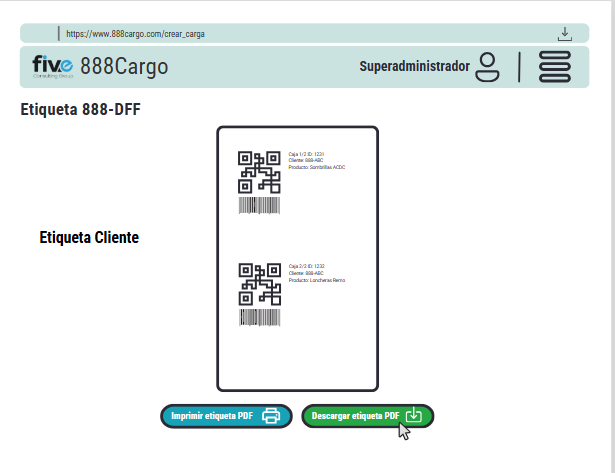 https://www.888cargo.com/crear_carga
five
Consulting Group
888Cargo
Superadministrador
Etiqueta 888-DFF
Caja 1/2 ID: 1231
Cliente: 888-ABC
Producto: Sombrillas ACDC
Etiqueta Cliente
Caja 2/2 ID: 1232
Cliente: 888-ABC
Producto: Loncheras Remo
Imprimir etiqueta PDF
Descargar etiqueta PDF